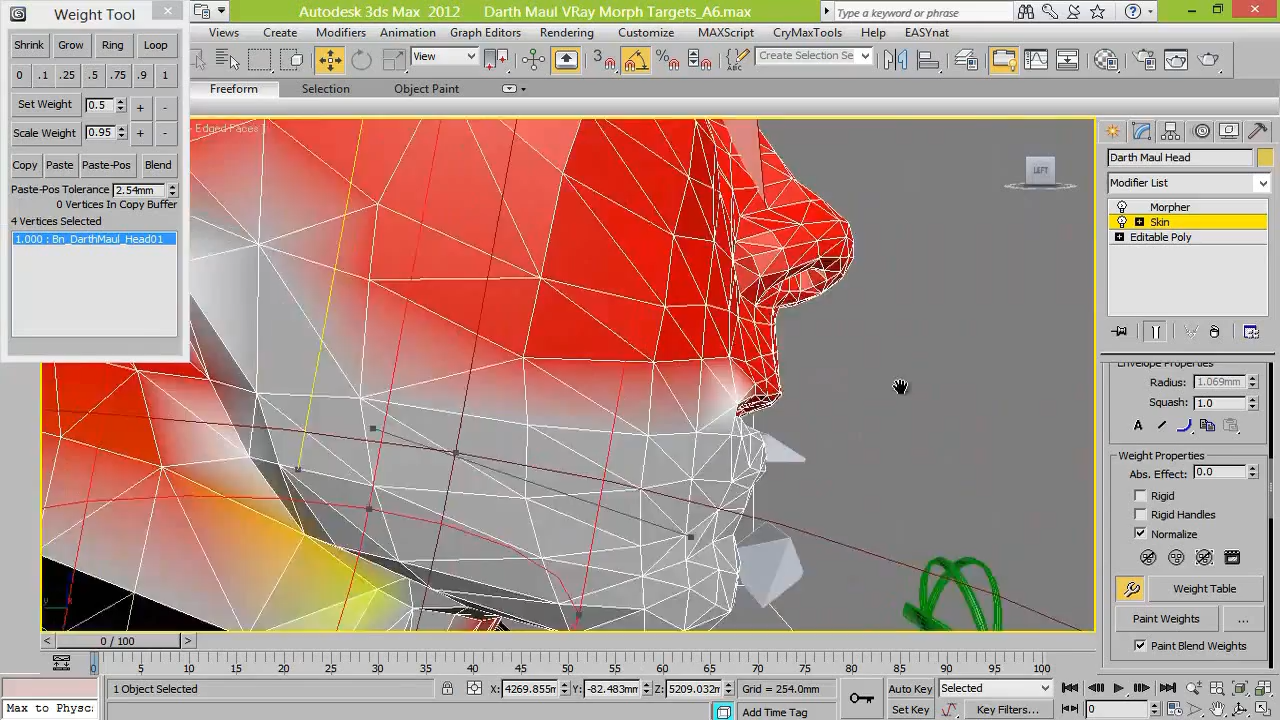 Weight Tool
Autodesk 3ds Max 2012 Darth Maul VRay Morph Targets_A6.max
Type a keyword or phrase
Views Create Modifiers Animation Graph Editors Rendering Customize MAXScript CryMaxTools Help EASYnat
Shrink Grow Ring Loop
View
3
Create Selection Se
0 .1 .25 .5 .75 .9 1
Freeform Selection Object Paint
Set Weight 0.5 + -
Scale Weight 0.95 + -
Edged Faces ]
Copy Paste Paste-Pos Blend
Paste-Pos Tolerance 2.54mm
0 Vertices In Copy Buffer
4 Vertices Selected
1.000 : Bn_DarthMaul_Head01
LEFT
Darth Maul Head
Modifier List
Morpher
Skin
Editable Poly
Envelope Properties
Radius: 1.069mm
Squash: 1.0
A
Weight Properties
Abs. Effect: 0.0
Rigid
Rigid Handles
Normalize
Weight Table
Paint Weights ...
Paint Blend Weights
< 0 / 100 >
0 5 10 15 20 25 30 35 40 45 50 55 60 65 70 75 80 85 90 95 100
1 Object Selected X: 4269.855m Y: -82.483mm Z: 5209.032m Grid = 254.0mm Auto Key Selected
Max to Physc: Add Time Tag Set Key Key Filters... 0